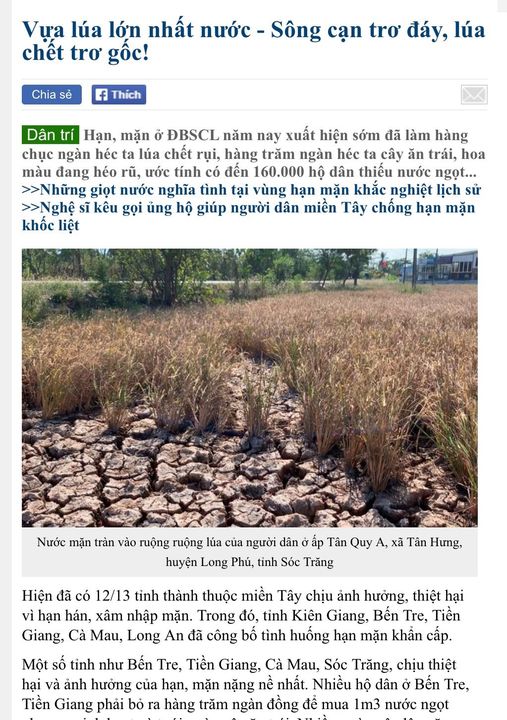 Vựa lúa lớn nhất nước - Sông cạn trơ đáy, lúa
chết trơ gốc!
Chia sẻ
Thích
Dân trí Hạn, mặn ở ĐBSCL năm nay xuất hiện sớm đã làm hàng
chục ngàn héc ta lúa chết rụi, hàng trăm ngàn héc ta cây ăn trái, hoa
màu đang héo rũ, ước tính có đến 160.000 hộ dân thiếu nước ngọt...
>>Những giọt nước nghĩa tình tại vùng hạn mặn khắc nghiệt lịch sử
>>Nghệ sĩ kêu gọi ủng hộ giúp người dân miền Tây chống hạn mặn
khốc liệt
Nước mặn tràn vào ruộng ruộng lúa của người dân ở ấp Tân Quy A, xã Tân Hưng,
huyện Long Phú, tỉnh Sóc Trăng
Hiện đã có 12/13 tỉnh thành thuộc miền Tây chịu ảnh hưởng, thiệt hại
vì hạn hán, xâm nhập mặn. Trong đó, tỉnh Kiên Giang, Bến Tre, Tiền
Giang, Cà Mau, Long An đã công bố tình huống hạn mặn khẩn cấp.
Một số tỉnh như Bến Tre, Tiền Giang, Cà Mau, Sóc Trăng, chịu thiệt
hại và ảnh hưởng của hạn, mặn nặng nề nhất. Nhiều hộ dân ở Bến Tre,
Tiền Giang phải bỏ ra hàng trăm ngàn đồng để mua 1m3 nước ngọt